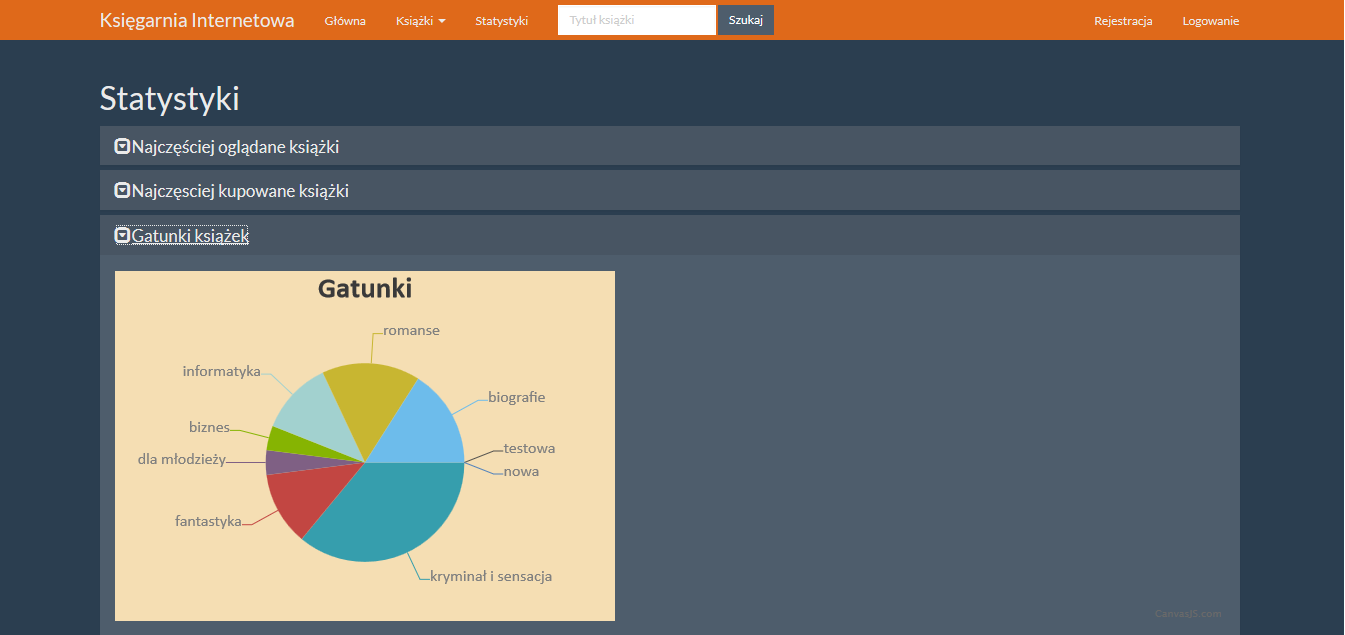 Księgarnia Internetowa Główna Książki Statystyki Tytuł książki Szukaj Rejestracja Logowanie
Statystyki
Najczęściej oglądane książki
Najczęsciej kupowane książki
Gatunki książek
Gatunki
romanse
informatyka
biografie
biznes
testowa
dla młodzieży
nowa
fantastyka
kryminał i sensacja
CanvasJS.com